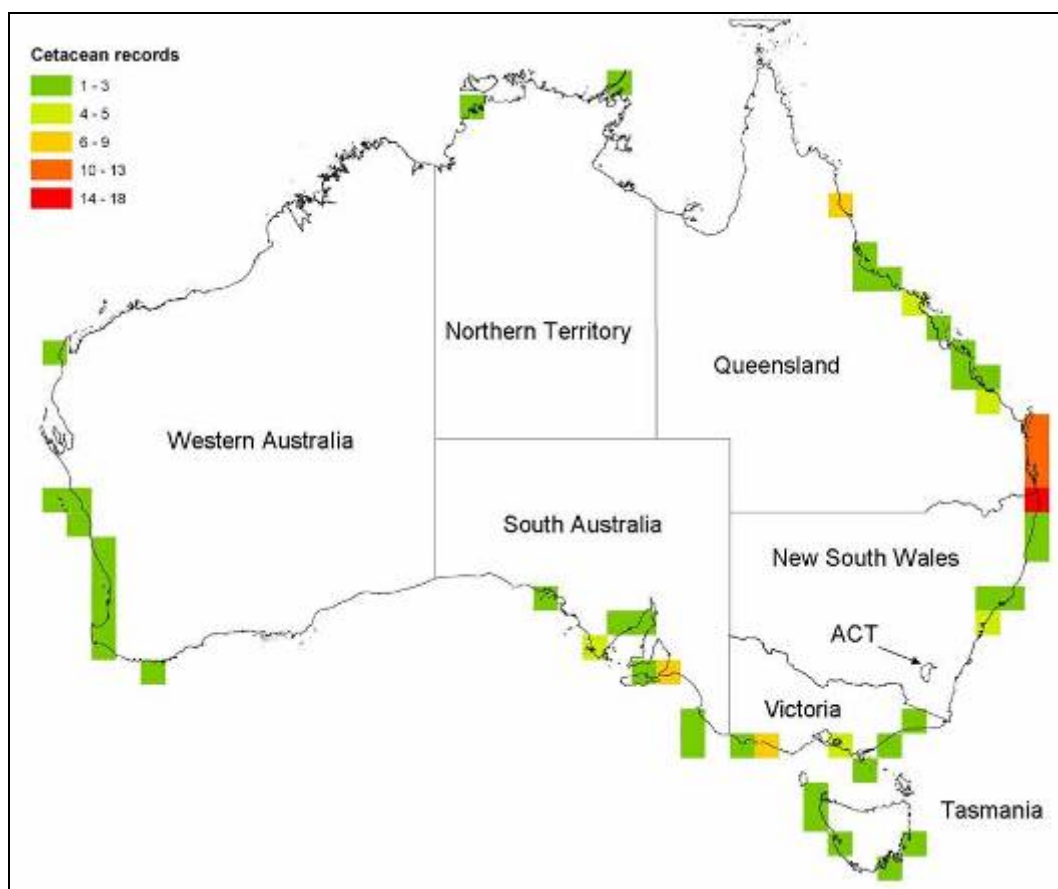 Cetacean records
1 - 3
4 - 5
6 - 9
10 - 13
14 - 18
Northern Territory
Queensland
Western Australia
South Australia
New South Wales
ACT
Victoria
Tasmania